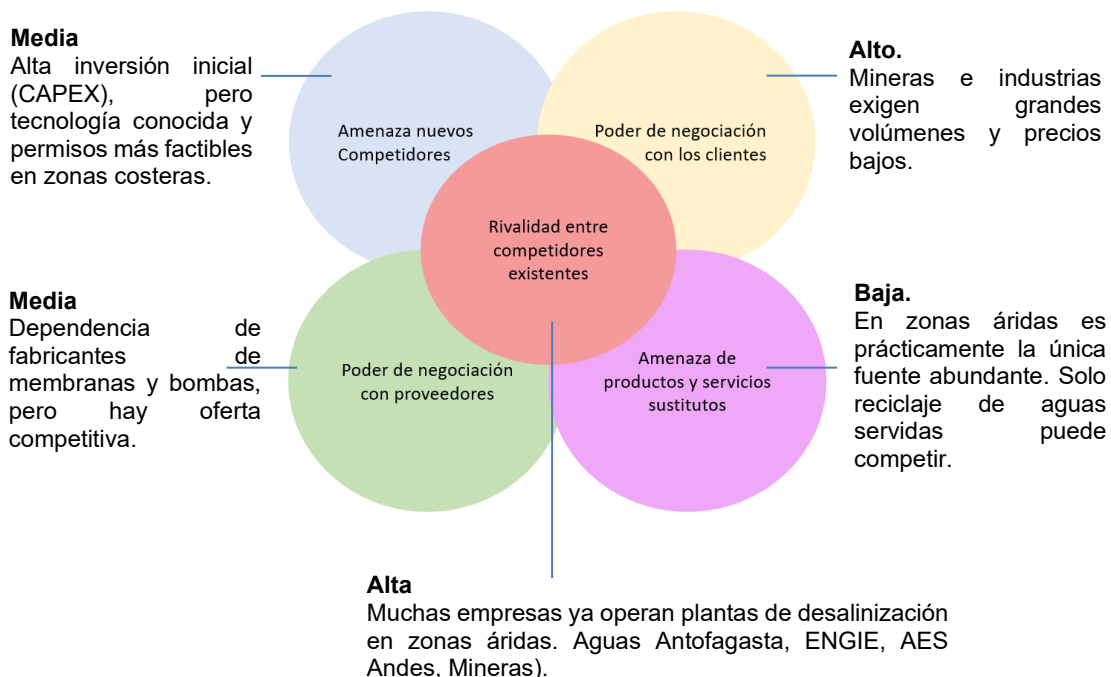 Media
Alta inversión inicial
(CAPEX), pero
tecnología conocida y
permisos más factibles
en zonas costeras.
Amenaza nuevos
Competidores
Poder de negociación
con los clientes
Alto.
Mineras e industrias
exigen grandes
volúmenes y precios
bajos.
Rivalidad entre
competidores
existentes
Media
Dependencia de
fabricantes de
membranas y bombas,
pero hay oferta
competitiva.
Poder de negociación
con proveedores
Amenaza de
productos y servicios
sustitutos
Baja.
En zonas áridas es
prácticamente la única
fuente abundante. Solo
reciclaje de aguas
servidas puede
competir.
Alta
Muchas empresas ya operan plantas de desalinización
en zonas áridas. Aguas Antofagasta, ENGIE, AES
Andes, Mineras).